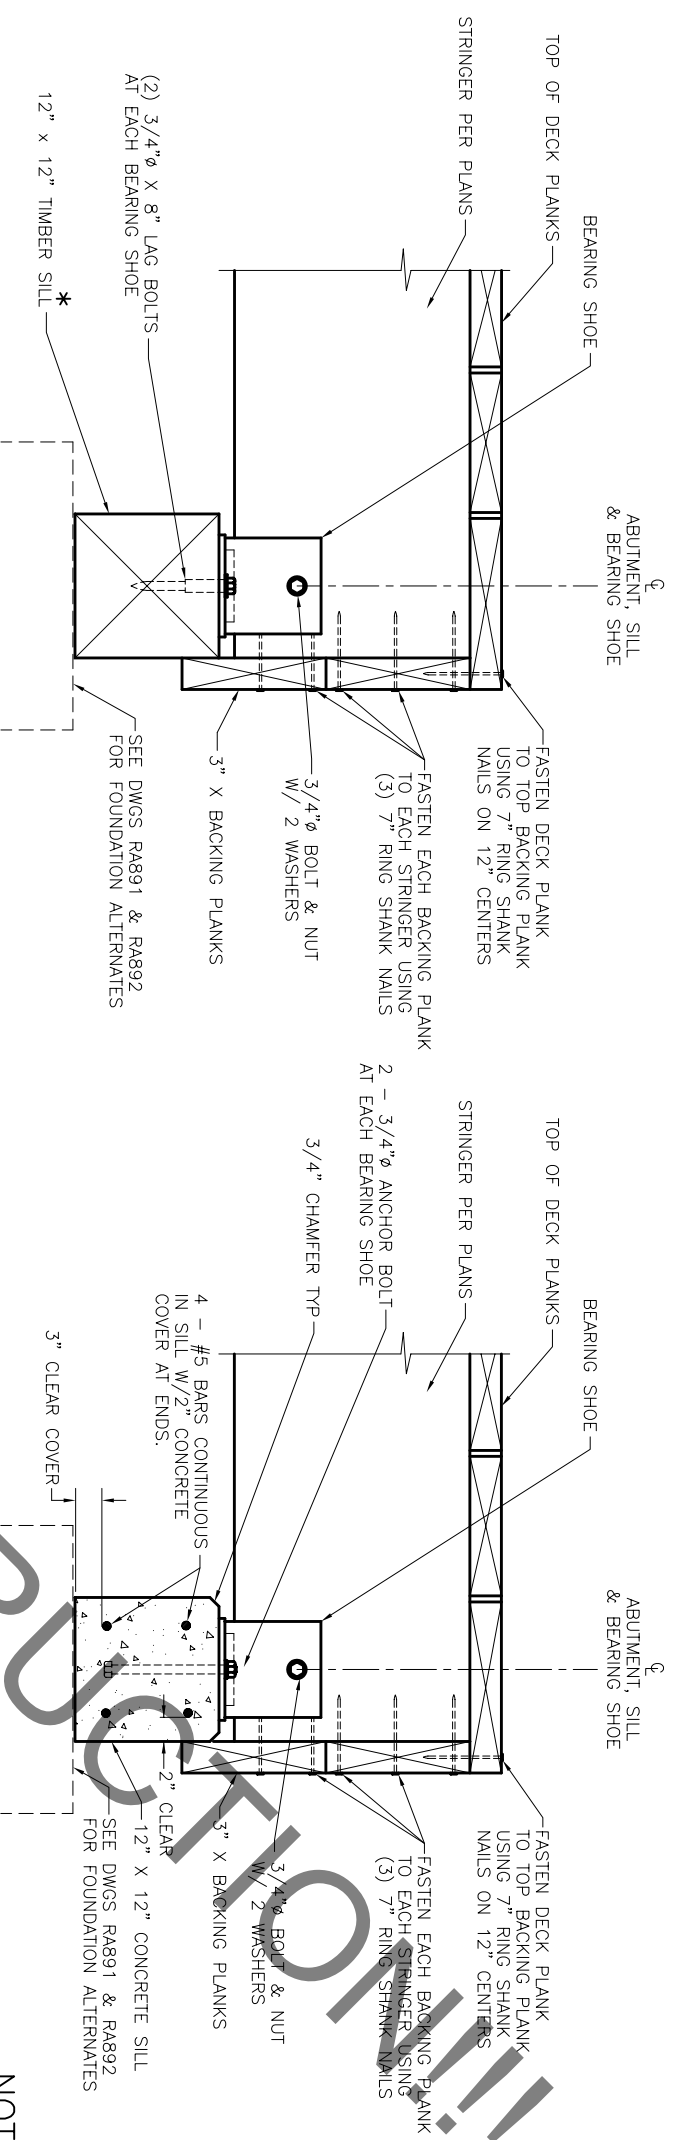 TOP OF DECK PLANKS
STRINGER PER PLANS
BEARING SHOE
℄
ABUTMENT, SILL
& BEARING SHOE
FASTEN DECK PLANK
TO TOP BACKING PLANK
USING 7" RING SHANK
NAILS ON 12" CENTERS
FASTEN EACH BACKING PLANK
TO EACH STRINGER USING
(3) 7" RING SHANK NAILS
3/4"ø BOLT & NUT
W/ 2 WASHERS
3" X BACKING PLANKS
SEE DWGS RA891 & RA892
FOR FOUNDATION ALTERNATES
(2) 3/4"ø X 8" LAG BOLTS
AT EACH BEARING SHOE
12" x 12" TIMBER SILL *
TOP OF DECK PLANKS
STRINGER PER PLANS
BEARING SHOE
℄
ABUTMENT, SILL
& BEARING SHOE
FASTEN DECK PLANK
TO TOP BACKING PLANK
USING 7" RING SHANK
NAILS ON 12" CENTERS
FASTEN EACH BACKING PLANK
TO EACH STRINGER USING
(3) 7" RING SHANK NAILS
3/4"ø BOLT & NUT
W/ 2 WASHERS
3" X BACKING PLANKS
2" CLEAR
12" X 12" CONCRETE SILL
SEE DWGS RA891 & RA892
FOR FOUNDATION ALTERNATES
2 - 3/4"ø ANCHOR BOLT
AT EACH BEARING SHOE
3/4" CHAMFER TYP
4 - #5 BARS CONTINUOUS
IN SILL W/2" CONCRETE
COVER AT ENDS.
3" CLEAR COVER
RUCTION!!!
NOT